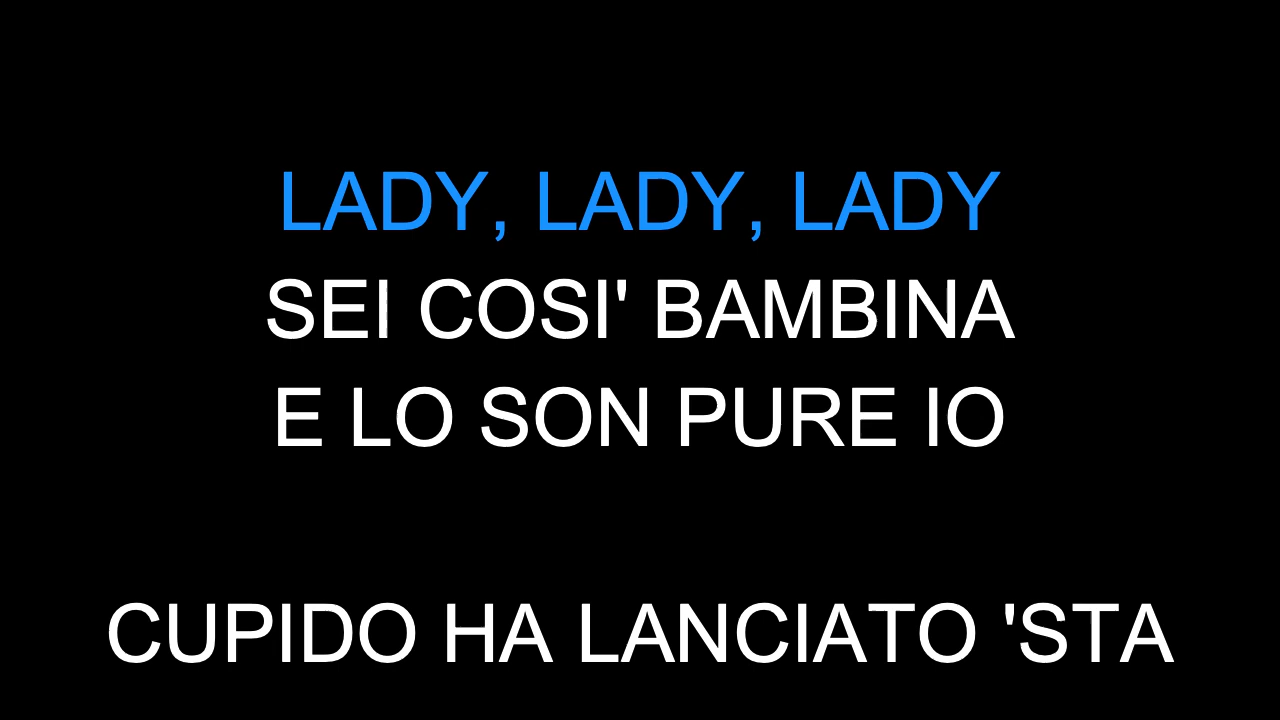 LADY, LADY, LADY
SEI COSI' BAMBINA
E LO SON PURE IO
CUPIDO HA LANCIATO 'STA